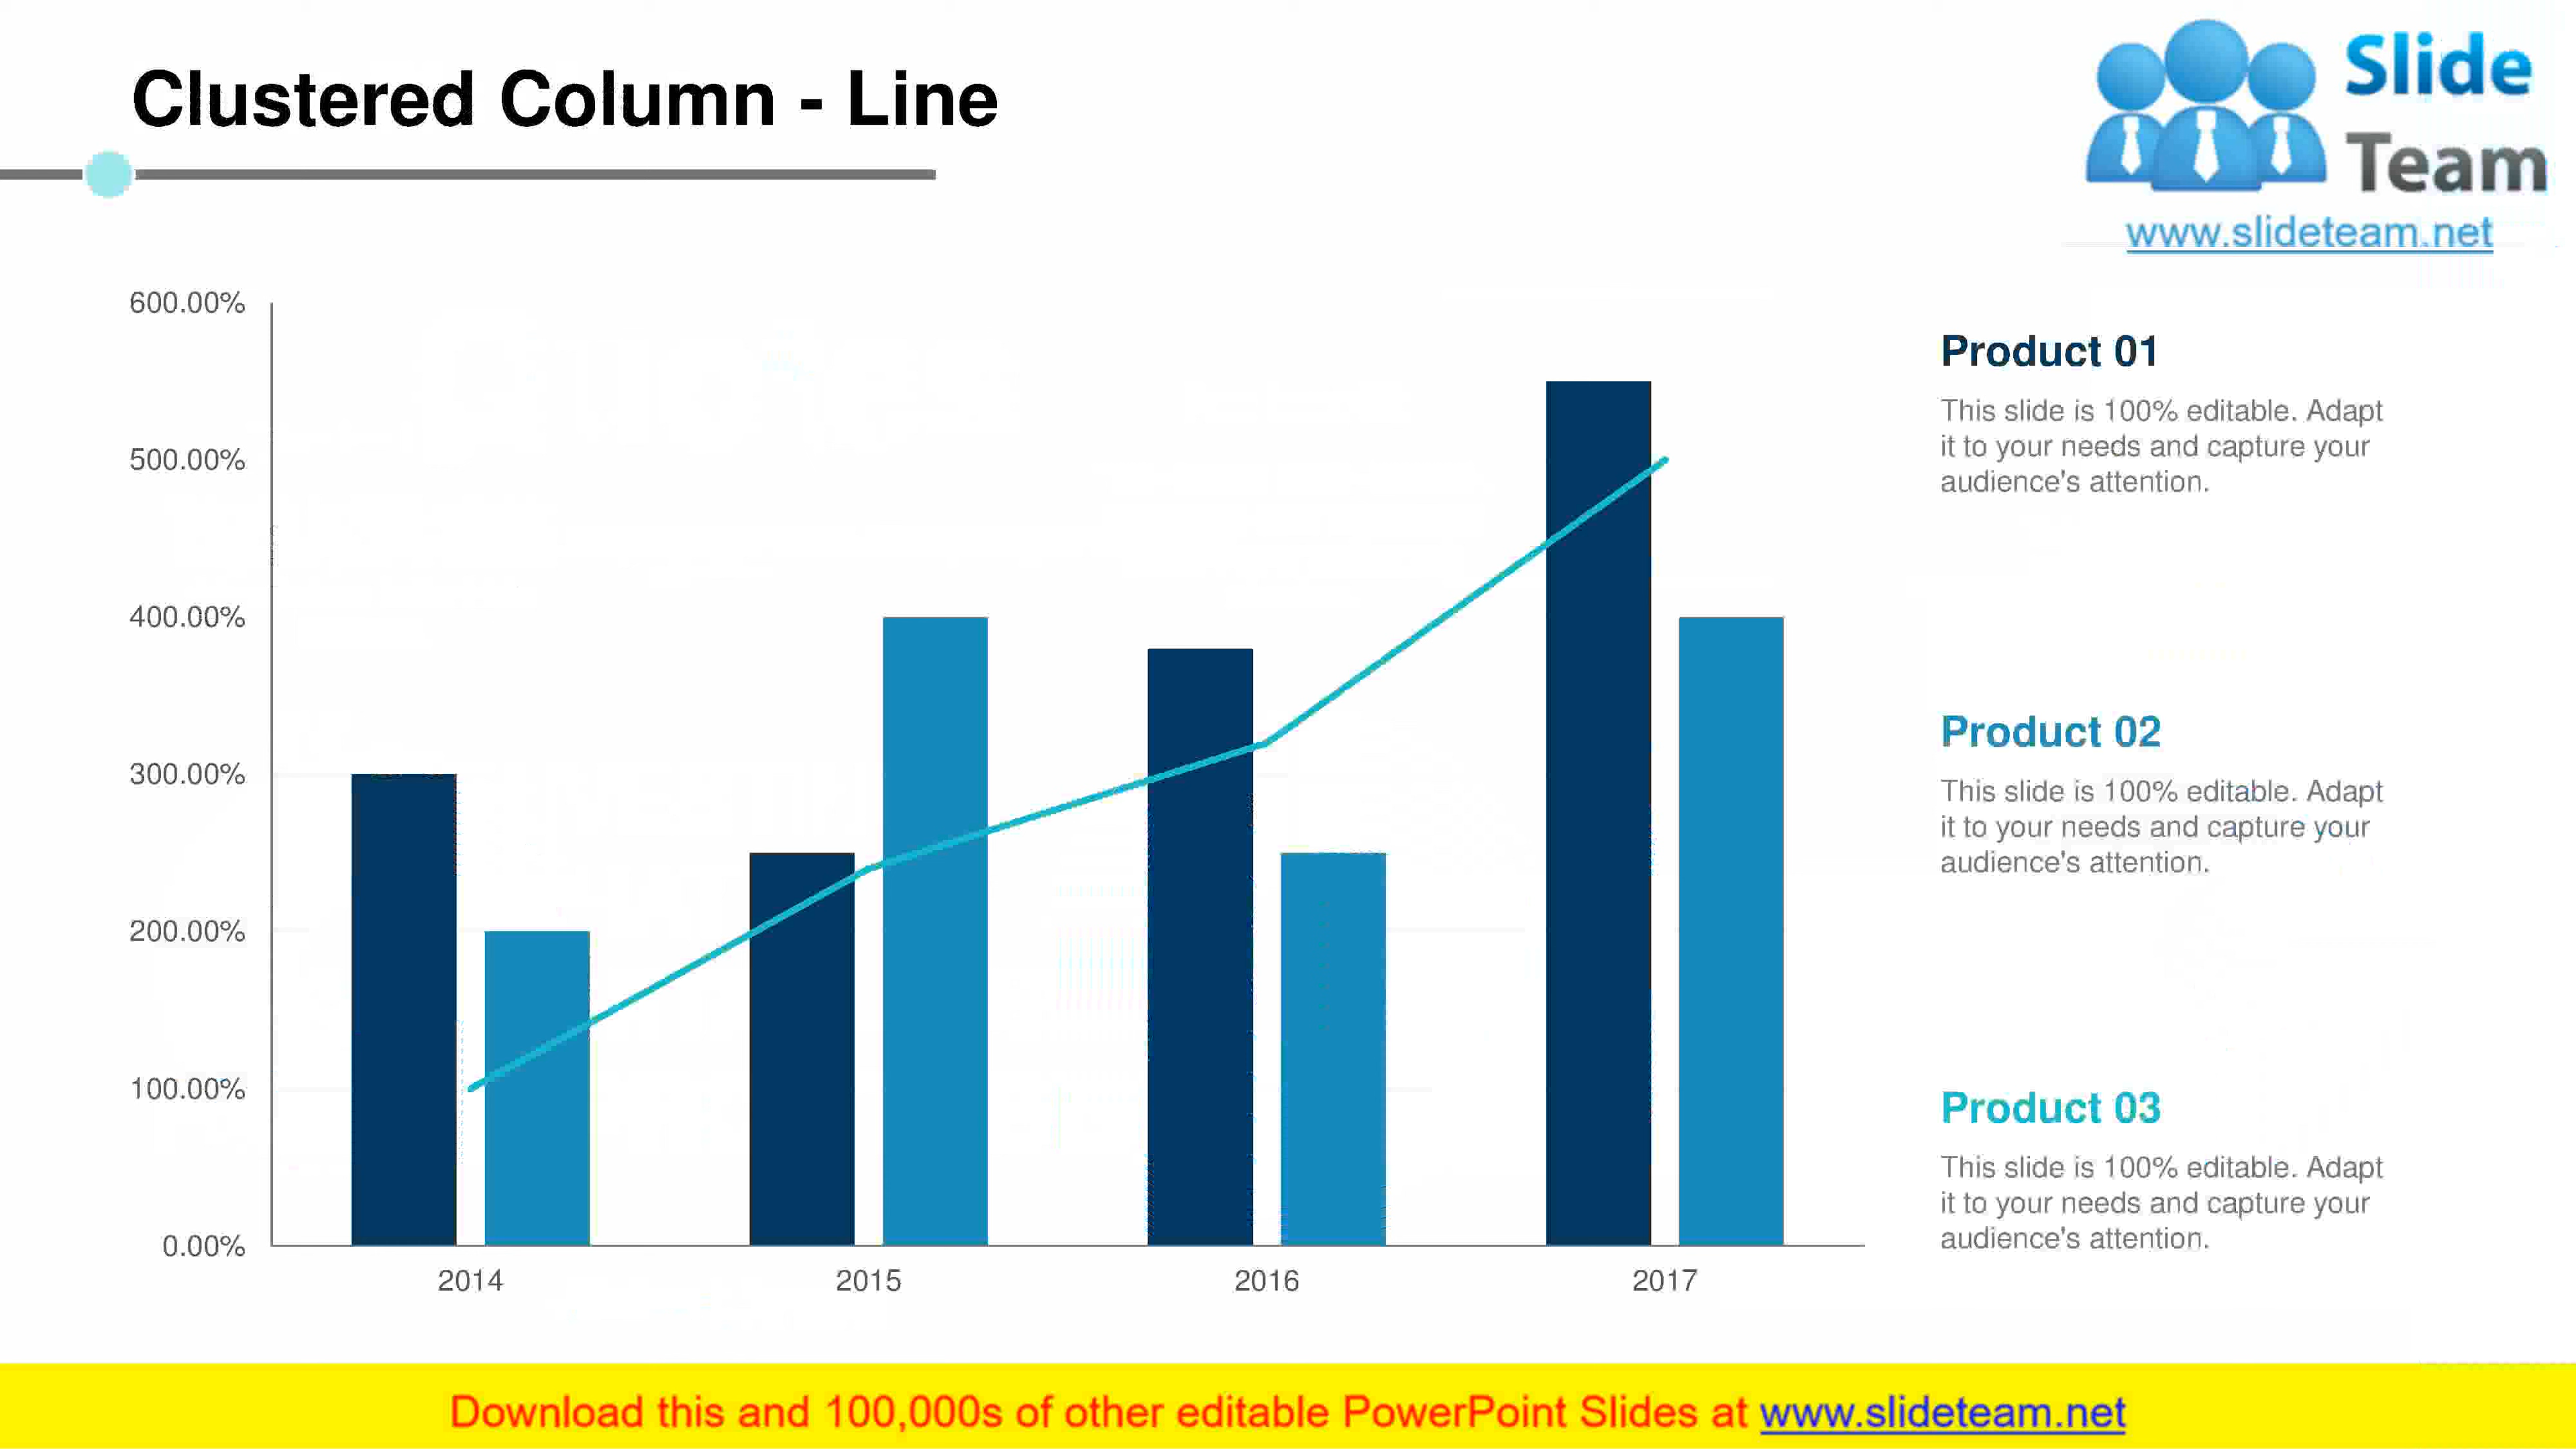 Clustered Column - Line
Slide
Team
www.slideteam.net
600.00%
500.00%
400.00%
300.00%
200.00%
100.00%
0.00%
2014
2015
2016
2017
Product 01
This slide is 100% editable. Adapt
it to your needs and capture your
audience's attention.
Product 02
This slide is 100% editable. Adapt
it to your needs and capture your
audience's attention.
Product 03
This slide is 100% editable. Adapt
it to your needs and capture your
audience's attention.
Download this and 100,000s of other editable PowerPoint Slides at www.slideteam.net